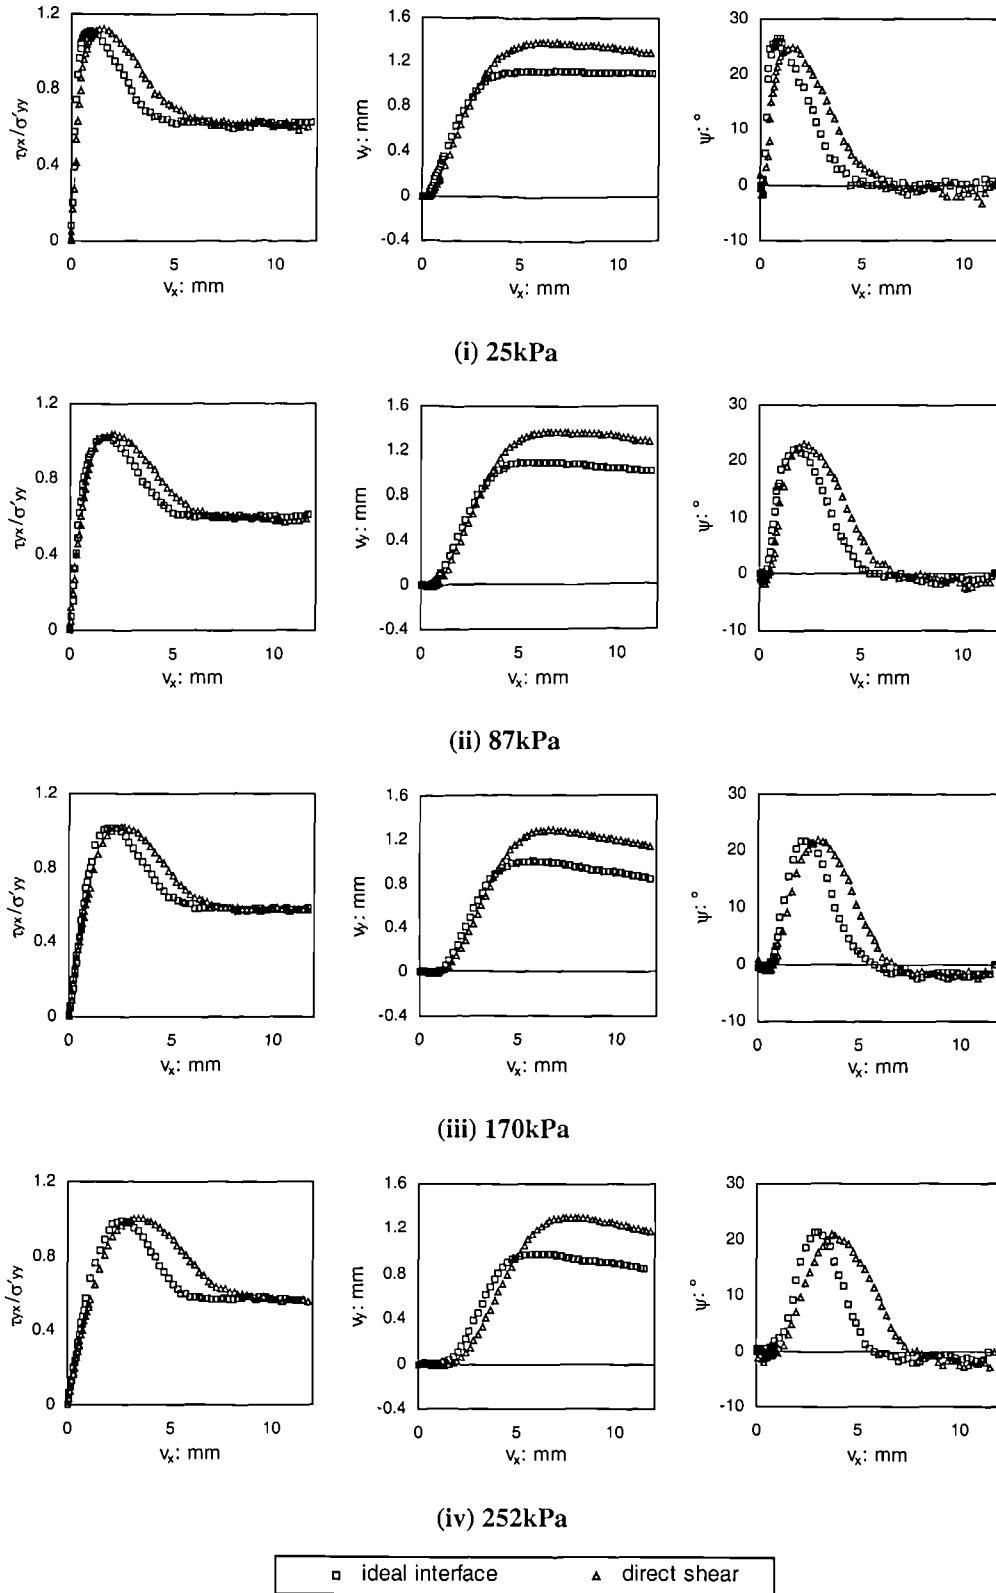 1.2 1.6 30
0.8 1.2 20
τyx/σ'yy vy: mm 0.8 ψ: °
0.4 0.4 10
0 0
0 -0.4 -10
0 5 10 0 5 10 0 5 10
vx: mm vx: mm vx: mm
(i) 25kPa
1.2 1.6 30
0.8 1.2 20
τyx/σ'yy vy: mm 0.8 ψ: °
0.4 0.4 10
0 0
0 -0.4 -10
0 5 10 0 5 10 0 5 10
vx: mm vx: mm vx: mm
(ii) 87kPa
1.2 1.6 30
0.8 1.2 20
τyx/σ'yy vy: mm 0.8 ψ: °
0.4 0.4 10
0 0
0 -0.4 -10
0 5 10 0 5 10 0 5 10
vx: mm vx: mm vx: mm
(iii) 170kPa
1.2 1.6 30
0.8 1.2 20
τyx/σ'yy vy: mm 0.8 ψ: °
0.4 0.4 10
0 0
0 -0.4 -10
0 5 10 0 5 10 0 5 10
vx: mm vx: mm vx: mm
(iv) 252kPa
ideal interface direct shear